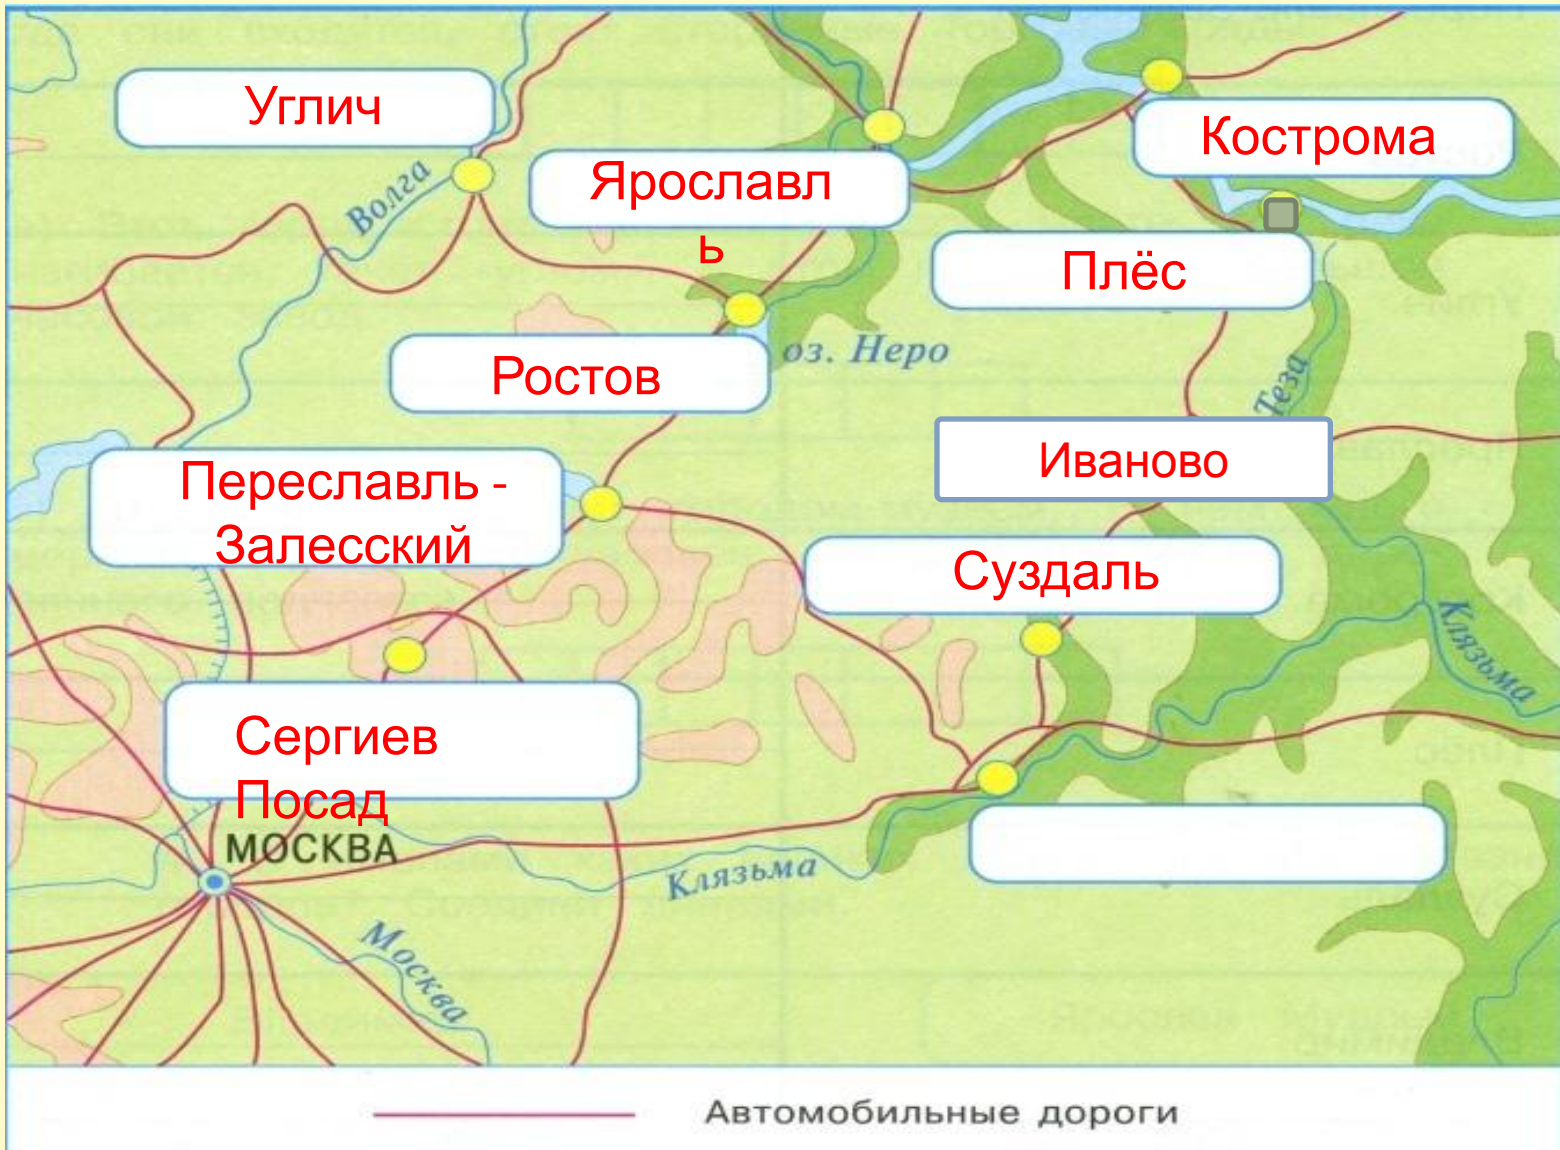 Углич
Кострома
Волга
Ярославл
ь
Плёс
оз. Неро
Ростов
Теза
Иваново
Переславль -
Залесский
Суздаль
Клязьма
Сергиев
Посад
МОСКВА
Клязьма
Москва
Автомобильные дороги